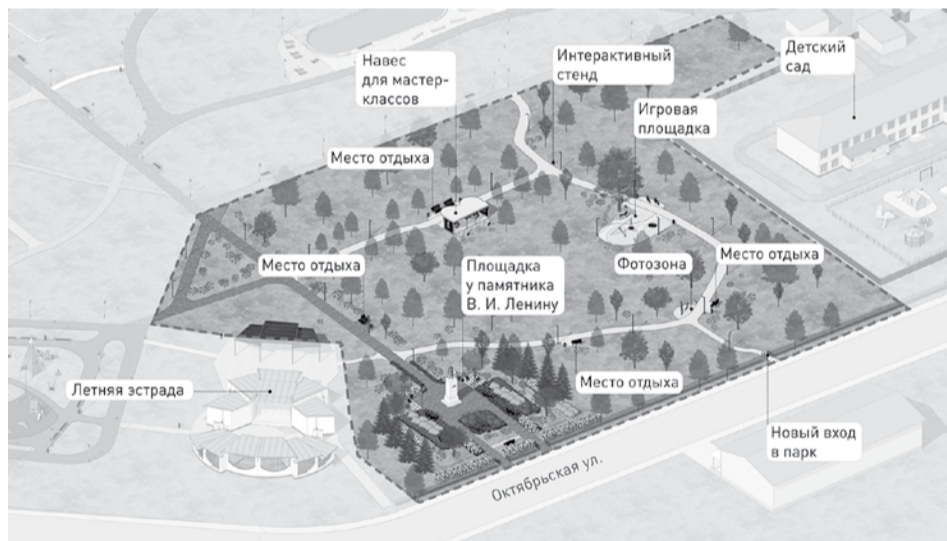 Навес
для мастер-
классов
Интерактивный
стенд
Детский
сад
Игровая
площадка
Место отдыха
Место отдыха
Площадка
у памятника
В. И. Ленину
Фотозона
Место отдыха
Летняя эстрада
Место отдыха
Новый вход
в парк
Октябрьская ул.